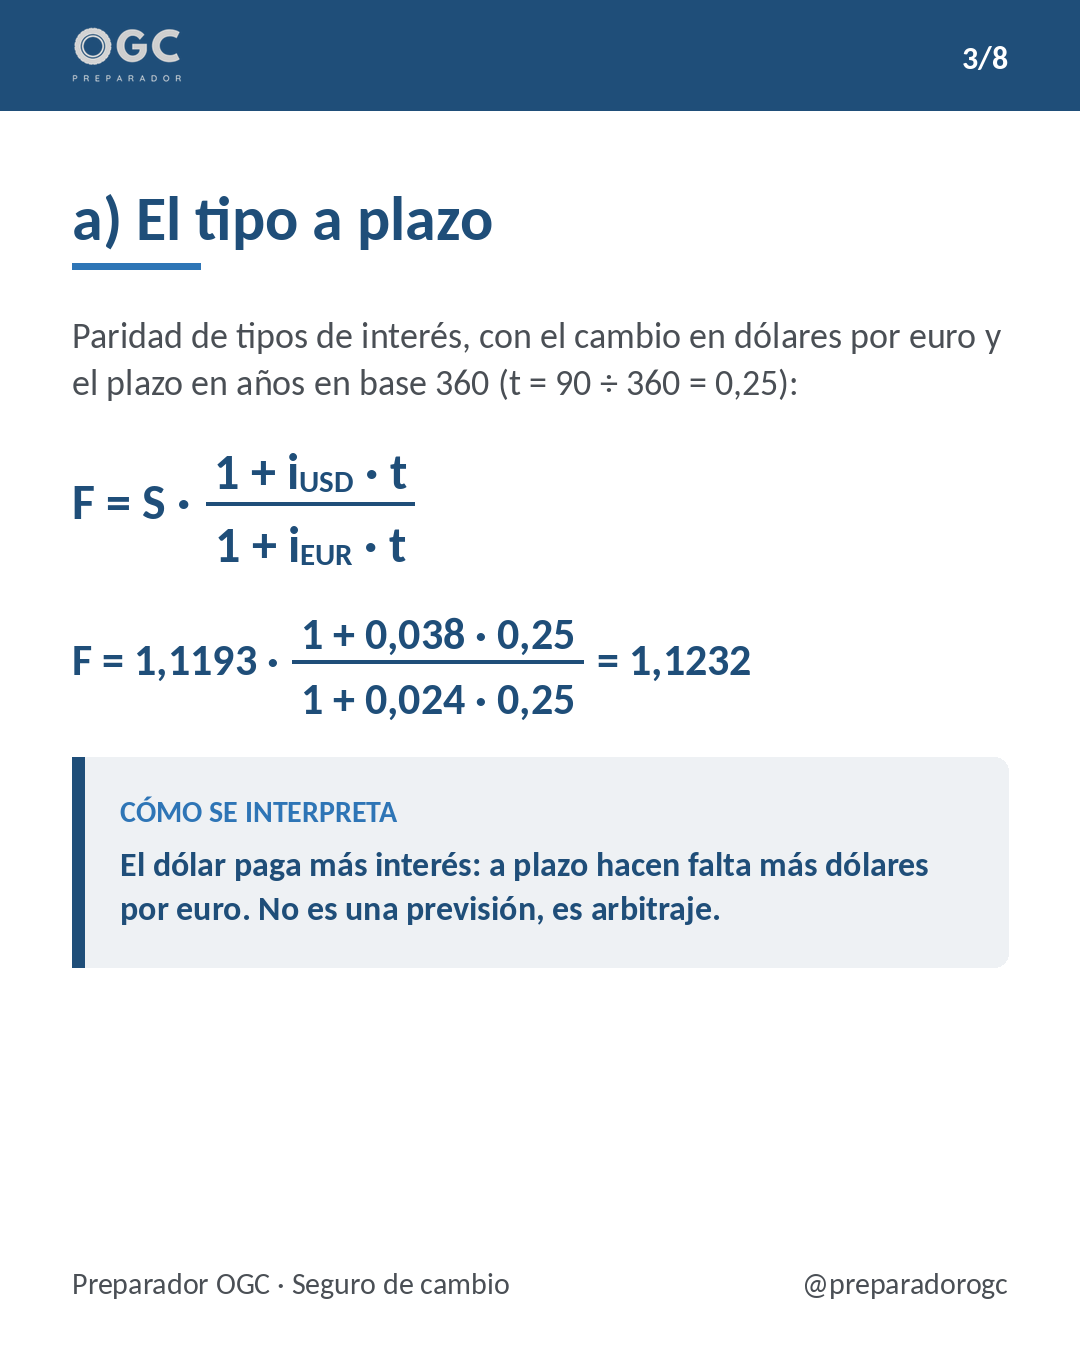 OGC
PREPARADOR
3/8
a) El tipo a plazo
Paridad de tipos de interés, con el cambio en dólares por euro y
el plazo en años en base 360 (t = 90 ÷ 360 = 0,25):
F = S · (1 + iUSD · t) / (1 + iEUR · t)
F = 1,1193 · (1 + 0,038 · 0,25) / (1 + 0,024 · 0,25) = 1,1232
CÓMO SE INTERPRETA
El dólar paga más interés: a plazo hacen falta más dólares
por euro. No es una previsión, es arbitraje.
Preparador OGC · Seguro de cambio
@preparadorogc